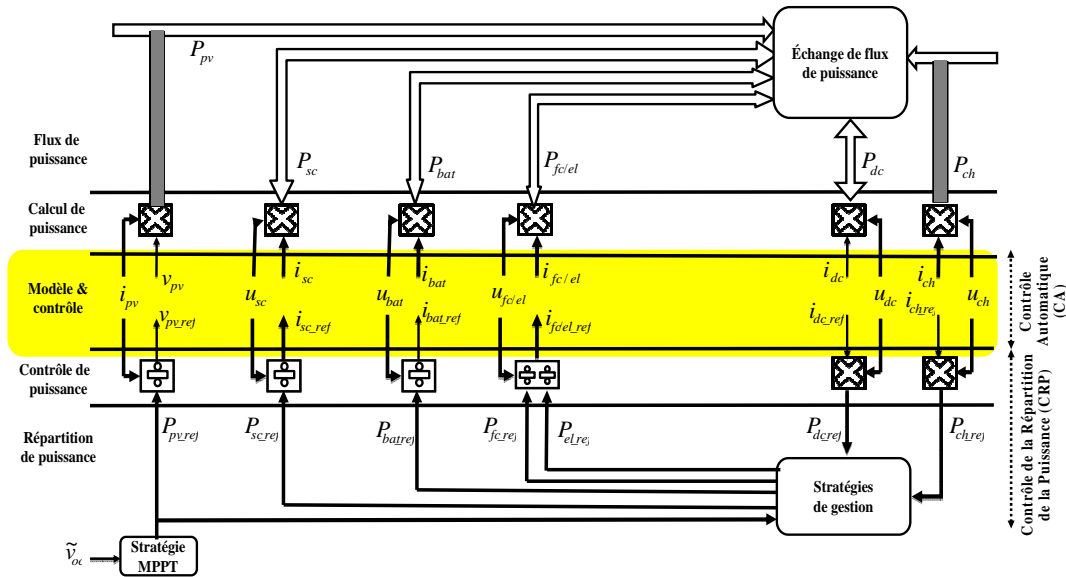 P_pv
Échange de flux
de puissance
Flux de
puissance
P_sc
P_bat
P_fc/el
P_dc
P_ch
Calcul de
puissance
Modèle &
contrôle
i_pv
v_pv
v_pv_ref
u_sc
i_sc
i_sc_ref
u_bat
i_bat
i_bat_ref
u_fc/el
i_fc/el
i_fc/el_ref
i_dc
i_dc_ref
u_dc
i_ch
i_ch_ref
u_ch
Contrôle
Automatique
(CA)
Contrôle de
puissance
Répartition
de puissance
P_pv_ref
P_sc_ref
P_bat_ref
P_fc_ref
P_el_ref
P_dc_ref
P_ch_ref
Contrôle de la Répartition
de la Puissance (CRP)
Stratégies
de gestion
ṽ_oc
Stratégie
MPPT